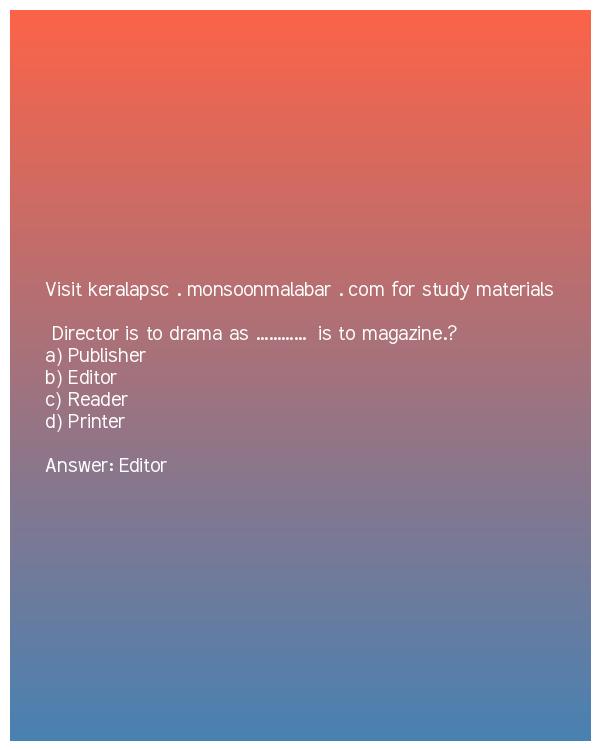 Visit keralapsc . monsoonmalabar . com for study materials
Director is to drama as ............ is to magazine.?
a) Publisher
b) Editor
c) Reader
d) Printer
Answer: Editor